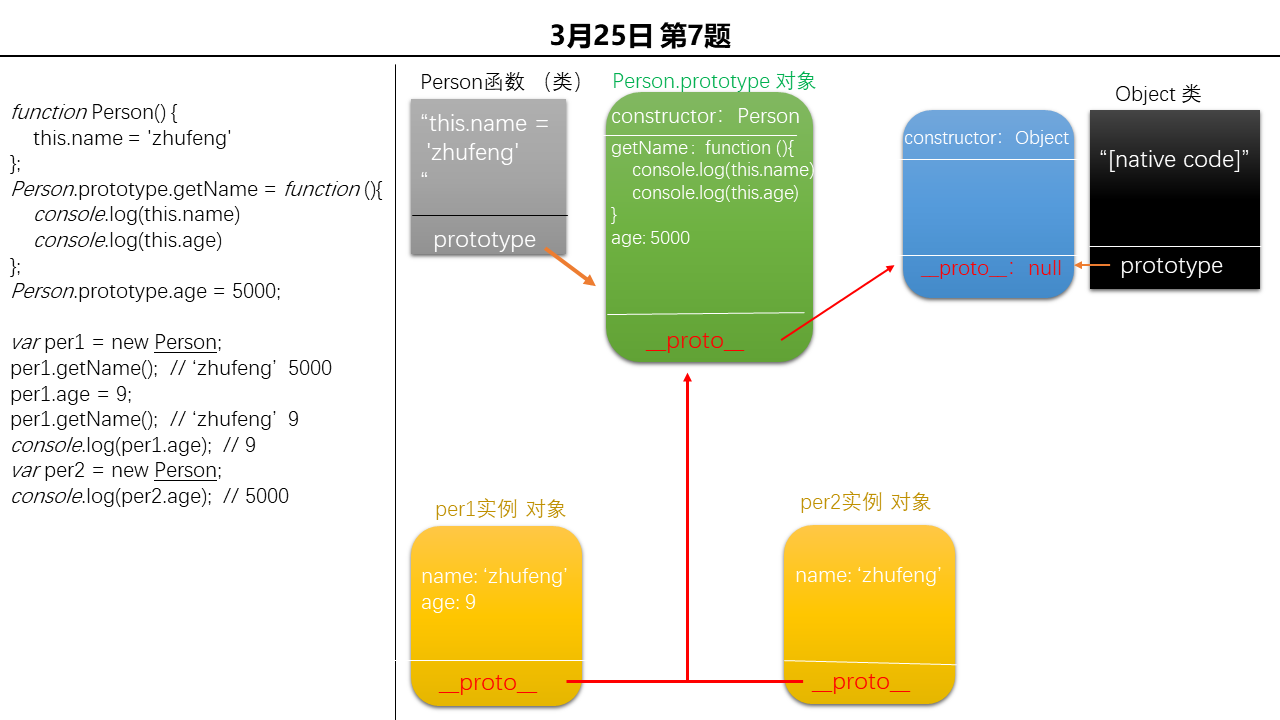 3月25日 第7题
function Person() {
this.name = 'zhufeng'
};
Person.prototype.getName = function (){
console.log(this.name)
console.log(this.age)
};
Person.prototype.age = 5000;
var per1 = new Person;
per1.getName(); // ‘zhufeng’ 5000
per1.age = 9;
per1.getName(); // ‘zhufeng’ 9
console.log(per1.age); // 9
var per2 = new Person;
console.log(per2.age); // 5000
Person函数 （类）
“this.name =
'zhufeng'
“
prototype
Person.prototype 对象
constructor： Person
getName：function (){
console.log(this.name)
console.log(this.age)
}
age: 5000
__proto__
constructor： Object
__proto__： null
Object 类
“[native code]”
prototype
per1实例 对象
name: ‘zhufeng’
age: 9
__proto__
per2实例 对象
name: ‘zhufeng’
__proto__